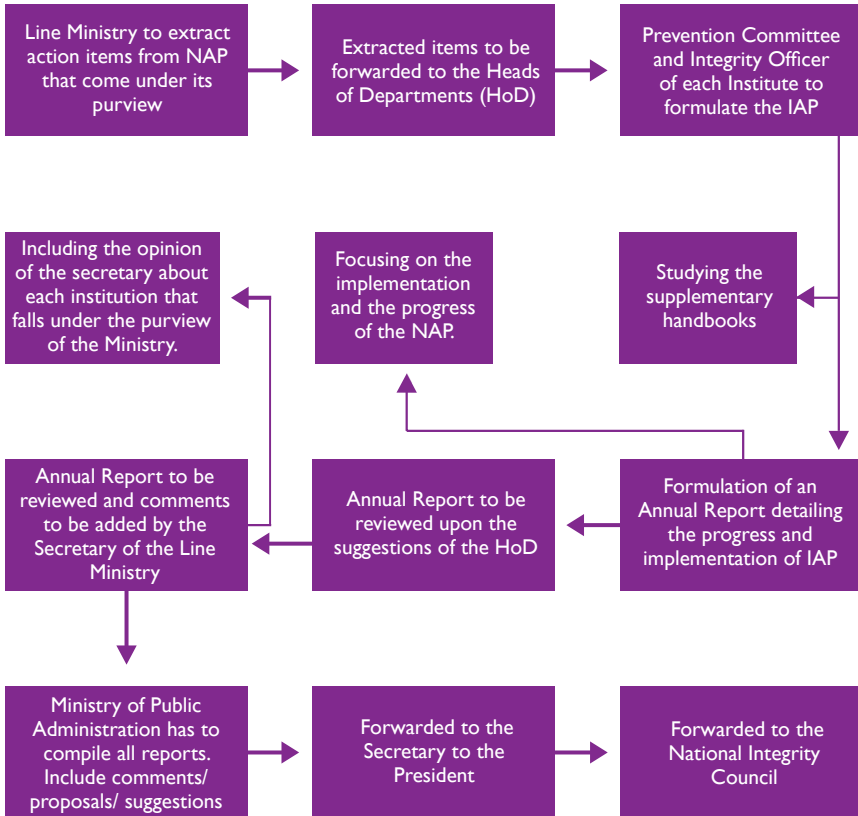 Line Ministry to extract
action items from NAP
that come under its
purview
Extracted items to be
forwarded to the Heads
of Departments (HoD)
Prevention Committee
and Integrity Officer
of each Institute to
formulate the IAP
Including the opinion
of the secretary about
each institution that
falls under the purview
of the Ministry.
Focusing on the
implementation
and the progress
of the NAP.
Studying the
supplementary
handbooks
Annual Report to be
reviewed and comments
to be added by the
Secretary of the Line
Ministry
Annual Report to be
reviewed upon the
suggestions of the HoD
Formulation of an
Annual Report detailing
the progress and
implementation of IAP
Ministry of Public
Administration has to
compile all reports.
Include comments/
proposals/ suggestions
Forwarded to the
Secretary to the
President
Forwarded to the
National Integrity
Council